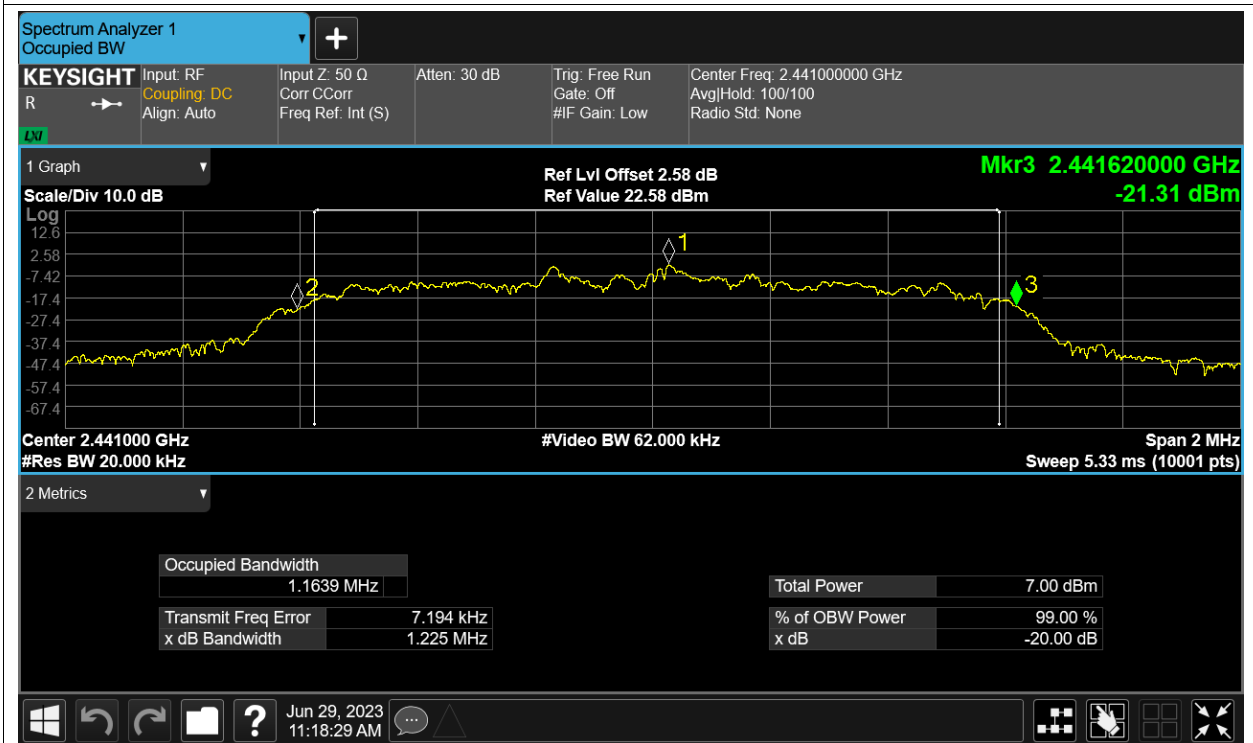 Spectrum Analyzer 1
Occupied BW
KEYSIGHT
R
LXI
Input: RF
Coupling: DC
Align: Auto
Input Z: 50 Ω
Corr CCorr
Freq Ref: Int (S)
Atten: 30 dB
Trig: Free Run
Gate: Off
#IF Gain: Low
Center Freq: 2.441000000 GHz
Avg|Hold: 100/100
Radio Std: None
1 Graph
Scale/Div 10.0 dB
Ref Lvl Offset 2.58 dB
Ref Value 22.58 dBm
Mkr3 2.441620000 GHz
-21.31 dBm
Log
12.6
2.58
-7.42
-17.4
-27.4
-37.4
-47.4
-57.4
-67.4
1
2
3
Center 2.441000 GHz
#Res BW 20.000 kHz
#Video BW 62.000 kHz
Span 2 MHz
Sweep 5.33 ms (10001 pts)
2 Metrics
Occupied Bandwidth
1.1639 MHz
Transmit Freq Error 7.194 kHz
x dB Bandwidth 1.225 MHz
Total Power 7.00 dBm
% of OBW Power 99.00 %
x dB -20.00 dB
?
Jun 29, 2023
11:18:29 AM